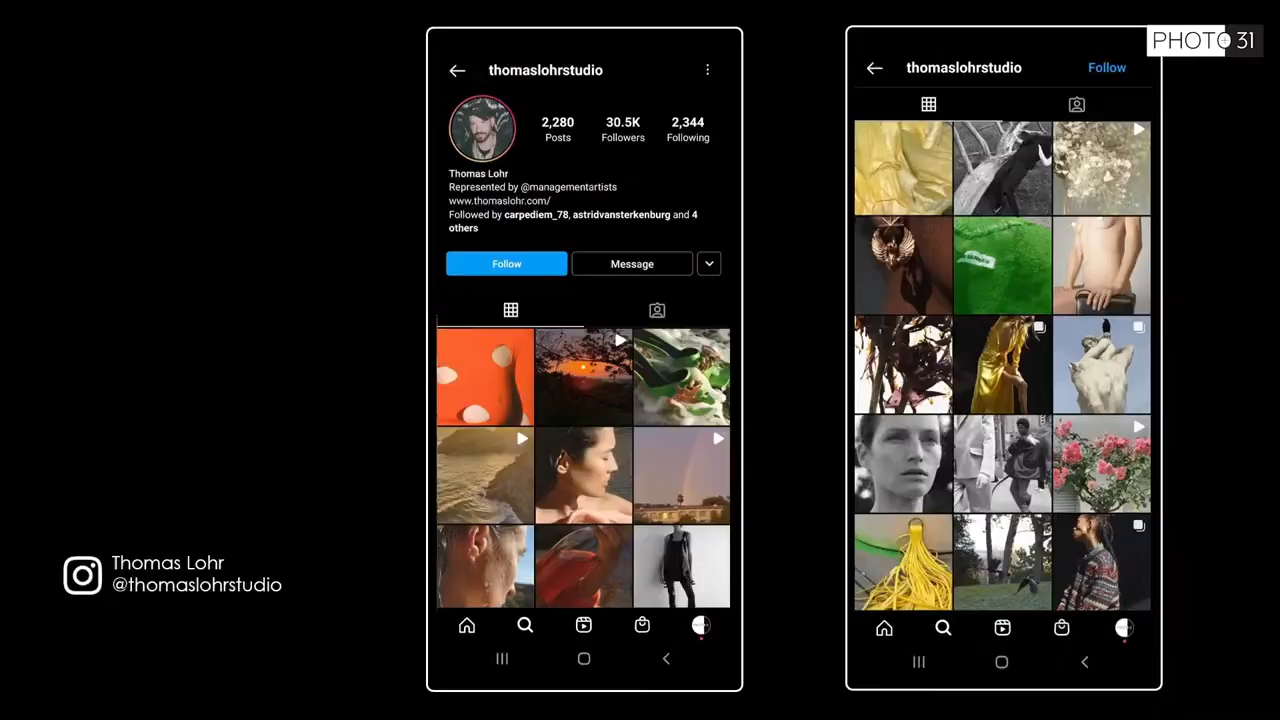 PHOTO 31
thomaslohrstudio
2,280 30.5K 2,344
Posts Followers Following
Thomas Lohr
Represented by @managementartists
www.thomaslohr.com/
Followed by carpediem_78, astridvansterkenburg and 4
others
Follow Message
thomaslohrstudio Follow
Thomas Lohr
@thomaslohrstudio